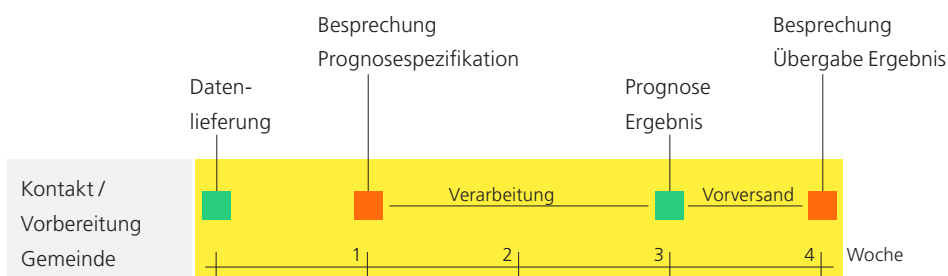 Besprechung
Prognosespezifikation
Besprechung
Übergabe Ergebnis
Daten-
lieferung
Prognose
Ergebnis
Kontakt /
Vorbereitung
Gemeinde
Verarbeitung
Vorversand
1 2 3 4 Woche